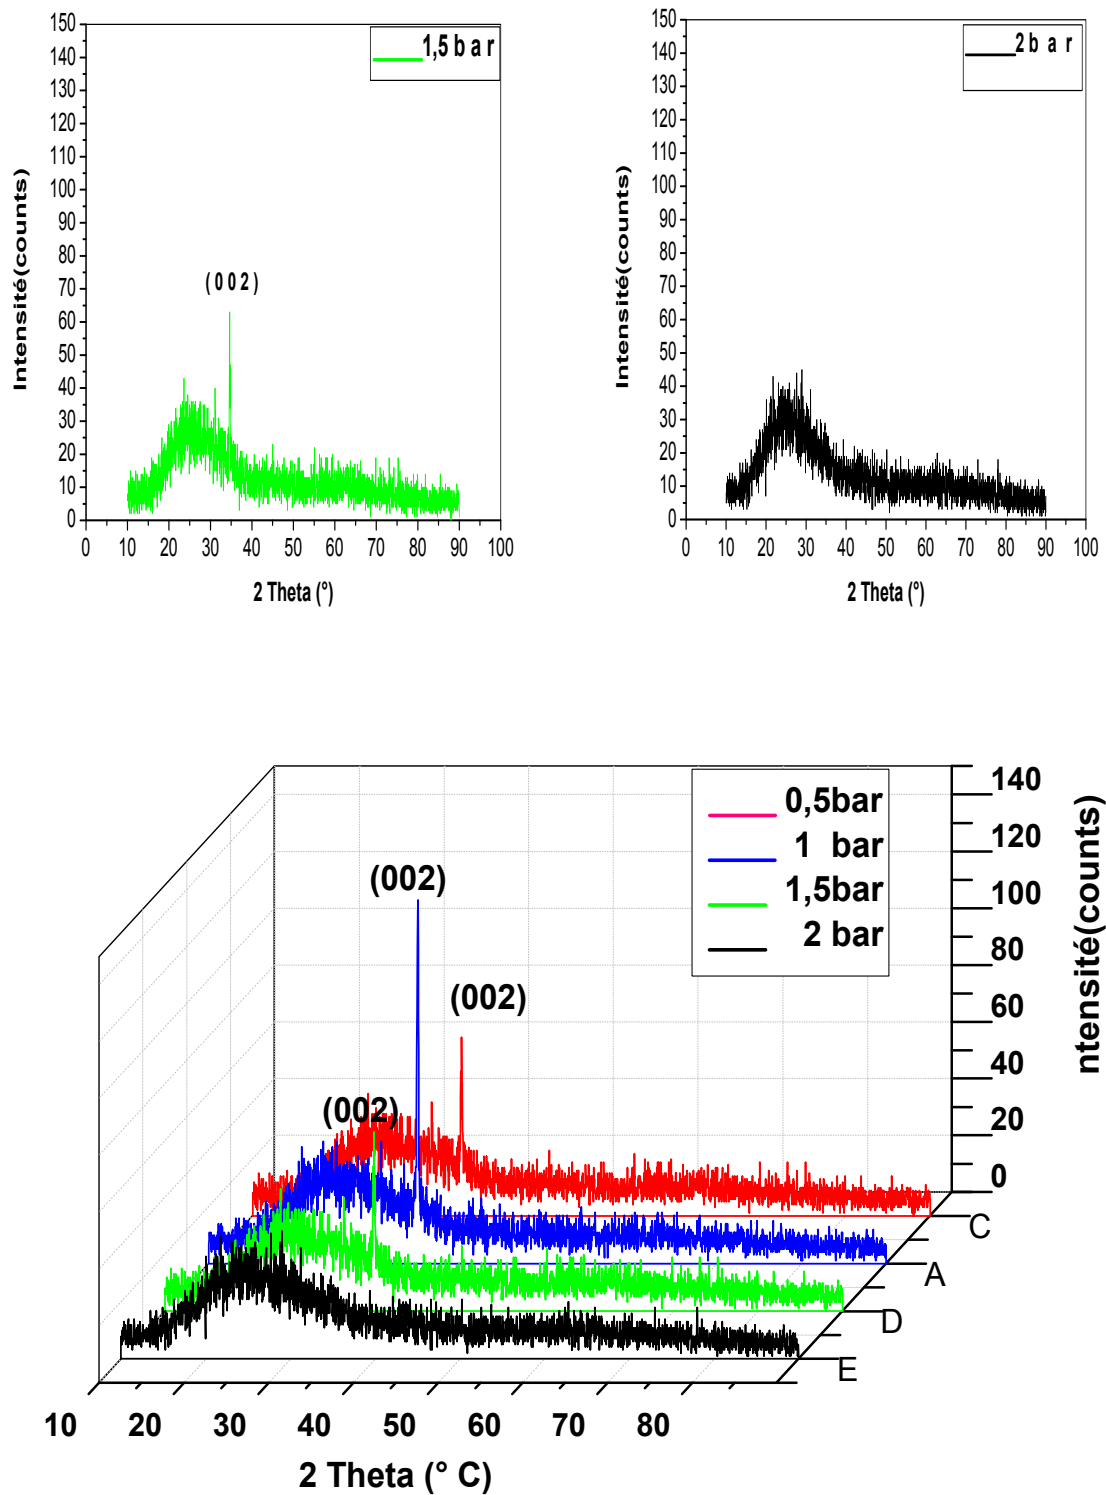 150
140
130
120
110
100
90
80
70
60
50
40
30
20
10
0
Intensité(counts)
1,5 b a r
(0 0 2)
0 10 20 30 40 50 60 70 80 90 100
2 Theta (°)
150
140
130
120
110
100
90
80
70
60
50
40
30
20
10
0
Intensité(counts)
2 b a r
0 10 20 30 40 50 60 70 80 90 100
2 Theta (°)
0,5bar
1 bar
1,5bar
2 bar
(002)
(002)
(002)
140
120
100
80
60
40
20
0
ntensité(counts)
C
A
D
E
10 20 30 40 50 60 70 80
2 Theta (° C)